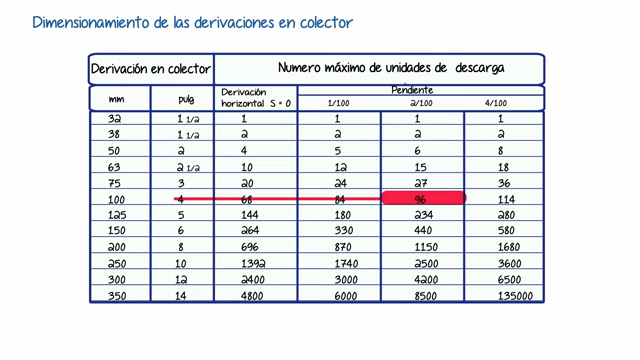 Dimensionamiento de las derivaciones en colector
Derivación en colector Numero máximo de unidades de descarga
mm pulg Derivación horizontal S = 0 Pendiente
1/100 2/100 4/100
32 1 1/2 1 1 1 1
38 1 1/2 2 2 2 2
50 2 4 5 6 8
63 2 1/2 10 12 15 18
75 3 20 24 27 36
100 4 68 84 96 114
125 5 144 180 234 280
150 6 264 330 440 580
200 8 696 870 1150 1680
250 10 1392 1740 2500 3600
300 12 2400 3000 4200 6500
350 14 4800 6000 8500 135000